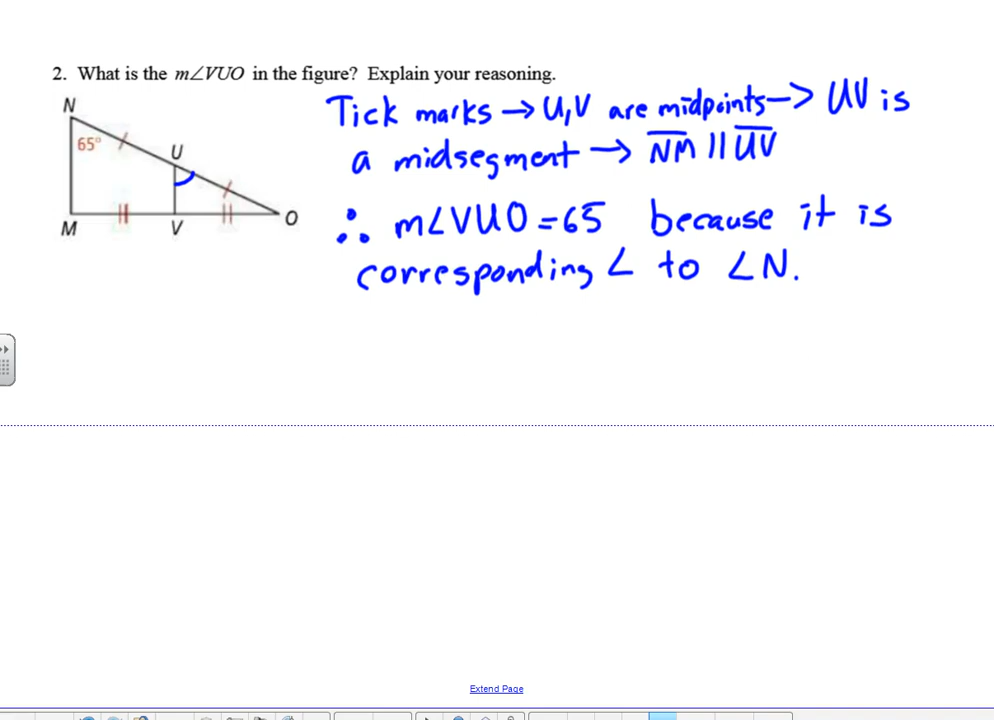 2. What is the m∠VUO in the figure? Explain your reasoning.
N
65°
U
M
V
O
Tick marks → U,V are midpoints -> UV is
a midsegment → NM || UV
∴ m∠VUO = 65 because it is
corresponding ∠ to ∠N.
Extend Page